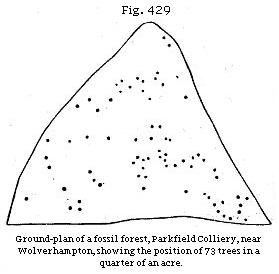 Fig. 429
Ground-plan of a fossil forest, Parkfield Colliery, near
Wolverhampton, showing the position of 73 trees in a
quarter of an acre.